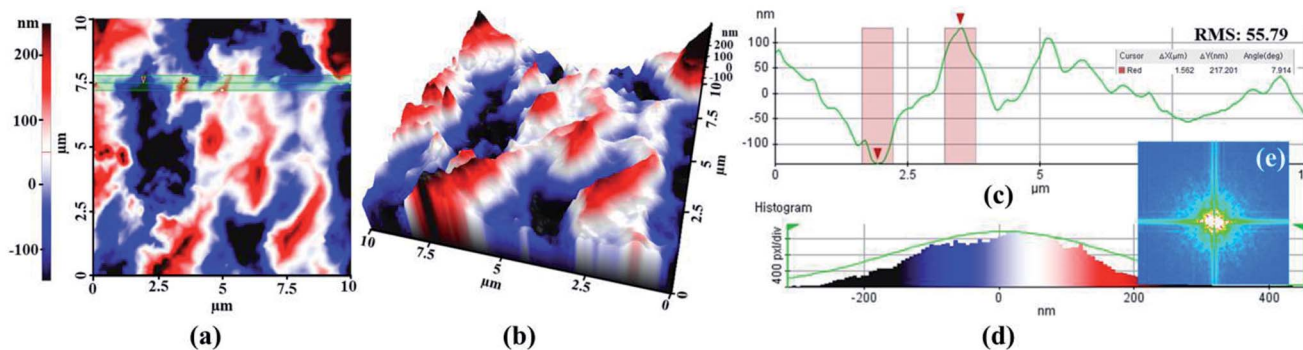 nm
200
100
0
-100
µm
10
7.5
5
2.5
0
0
2.5
5
7.5
10
µm
(a)
nm
200
100
0
-100
10
7.5
5
2.5
0
µm
10
7.5
5
2.5
0
µm
(b)
nm
100
50
0
-50
-100
RMS: 55.79
Cursor ΔX(µm) ΔY(nm) Angle(deg)
Red 1.562 217.201 7.914
0 2.5 5 1
µm
(c)
(e)
Histogram
400 pxl/div
-200 0 200 400
nm
(d)